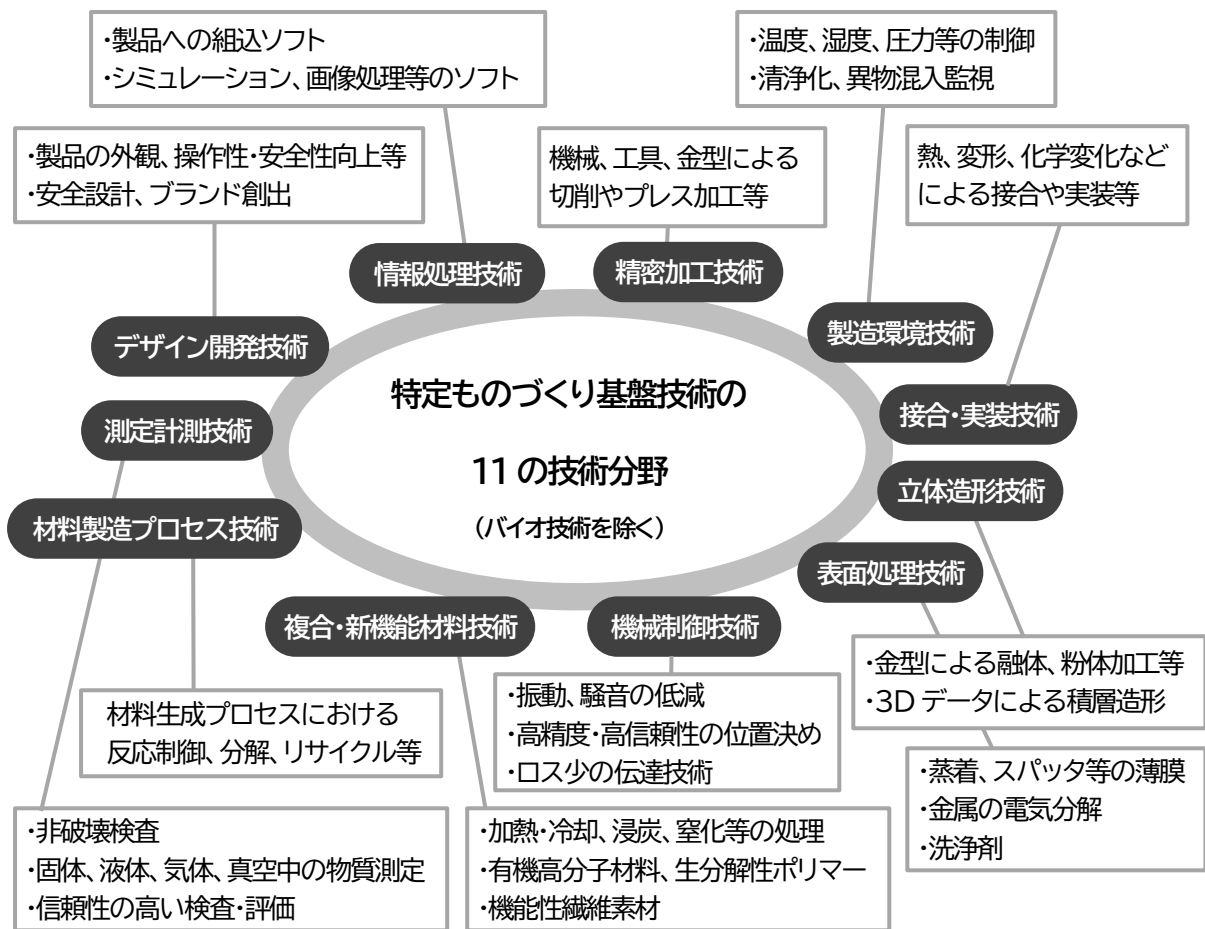 ・製品への組込ソフト
・シミュレーション、画像処理等のソフト
・温度、湿度、圧力等の制御
・清浄化、異物混入監視
・製品の外観、操作性・安全性向上等
・安全設計、ブランド創出
機械、工具、金型による
切削やプレス加工等
熱、変形、化学変化など
による接合や実装等
情報処理技術
精密加工技術
デザイン開発技術
製造環境技術
測定計測技術
接合・実装技術
特定ものづくり基盤技術の
11 の技術分野
（バイオ技術を除く）
材料製造プロセス技術
立体造形技術
表面処理技術
複合・新機能材料技術
機械制御技術
・金型による融体、粉体加工等
・3D データによる積層造形
材料生成プロセスにおける
反応制御、分解、リサイクル等
・振動、騒音の低減
・高精度・高信頼性の位置決め
・ロス少の伝達技術
・蒸着、スパッタ等の薄膜
・金属の電気分解
・洗浄剤
・非破壊検査
・固体、液体、気体、真空中の物質測定
・信頼性の高い検査・評価
・加熱・冷却、浸炭、窒化等の処理
・有機高分子材料、生分解性ポリマー
・機能性繊維素材